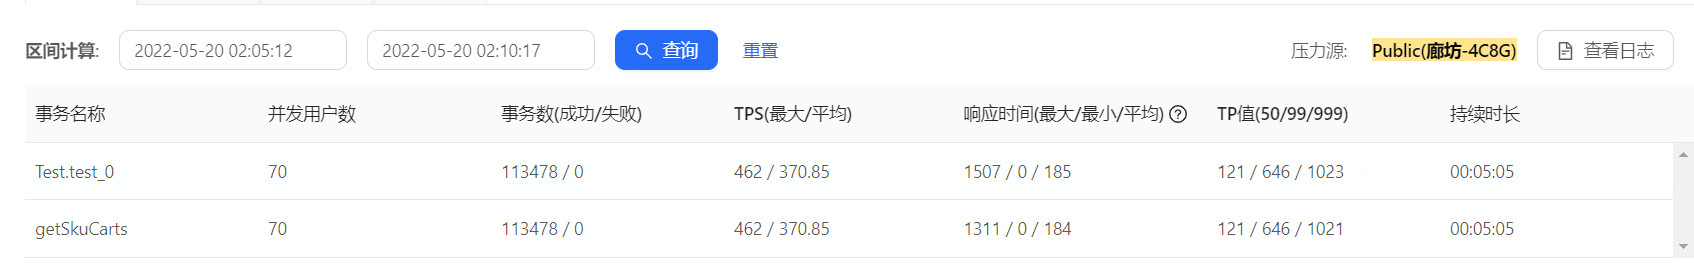 区间计算: 2022-05-20 02:05:12 2022-05-20 02:10:17 查询 重置 压力源: Public(廊坊-4C8G) 查看日志
事务名称 并发用户数 事务数(成功/失败) TPS(最大/平均) 响应时间(最大/最小/平均) TP值(50/99/999) 持续时长
Test.test_0 70 113478 / 0 462 / 370.85 1507 / 0 / 185 121 / 646 / 1023 00:05:05
getSkuCarts 70 113478 / 0 462 / 370.85 1311 / 0 / 184 121 / 646 / 1021 00:05:05